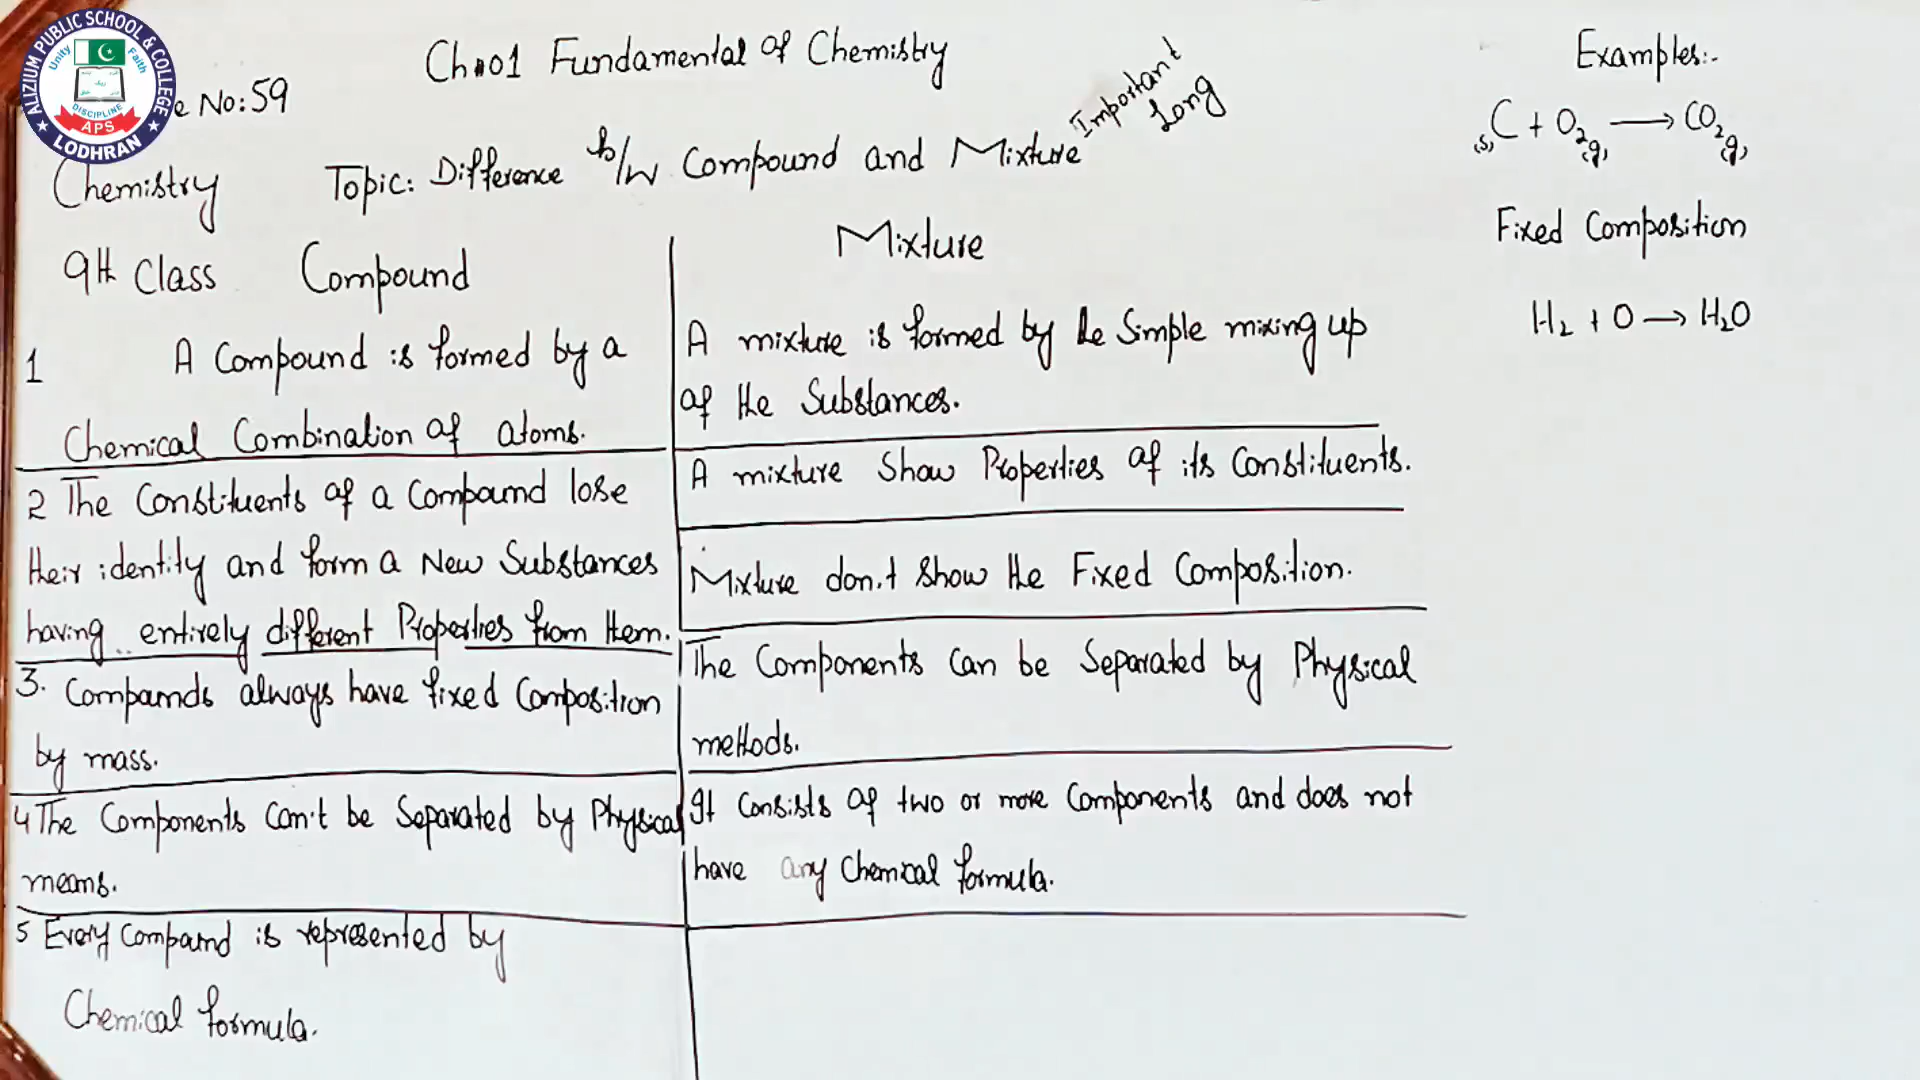 ALIZIUM PUBLIC SCHOOL & COLLEGE
Unity
Faith
DISCIPLINE
APS
LODHRAN
e No:59
Ch.01 Fundamental of Chemistry
Important
Long
Chemistry
Topic: Difference b/w Compound and Mixture
9th Class
Compound
Mixture
1 A Compound is formed by a
Chemical Combination of atoms.
2 The Constituents of a Compound lose
their identity and form a New Substances
having entirely different Properties from them.
3. Compounds always have fixed Composition
by mass.
4 The Components can't be Separated by Physical
means.
5 Every Compound is represented by
Chemical formula.
A mixture is formed by the Simple mixing up
of the Substances.
A mixture Show Properties of its Constituents.
Mixture don.t show the Fixed Composition.
The Components can be Separated by Physical
methods.
It Consists of two or more Components and does not
have any Chemical formula.
Examples:-
(s)C + O2(g) → CO2(g)
Fixed Composition
H2 + O → H2O